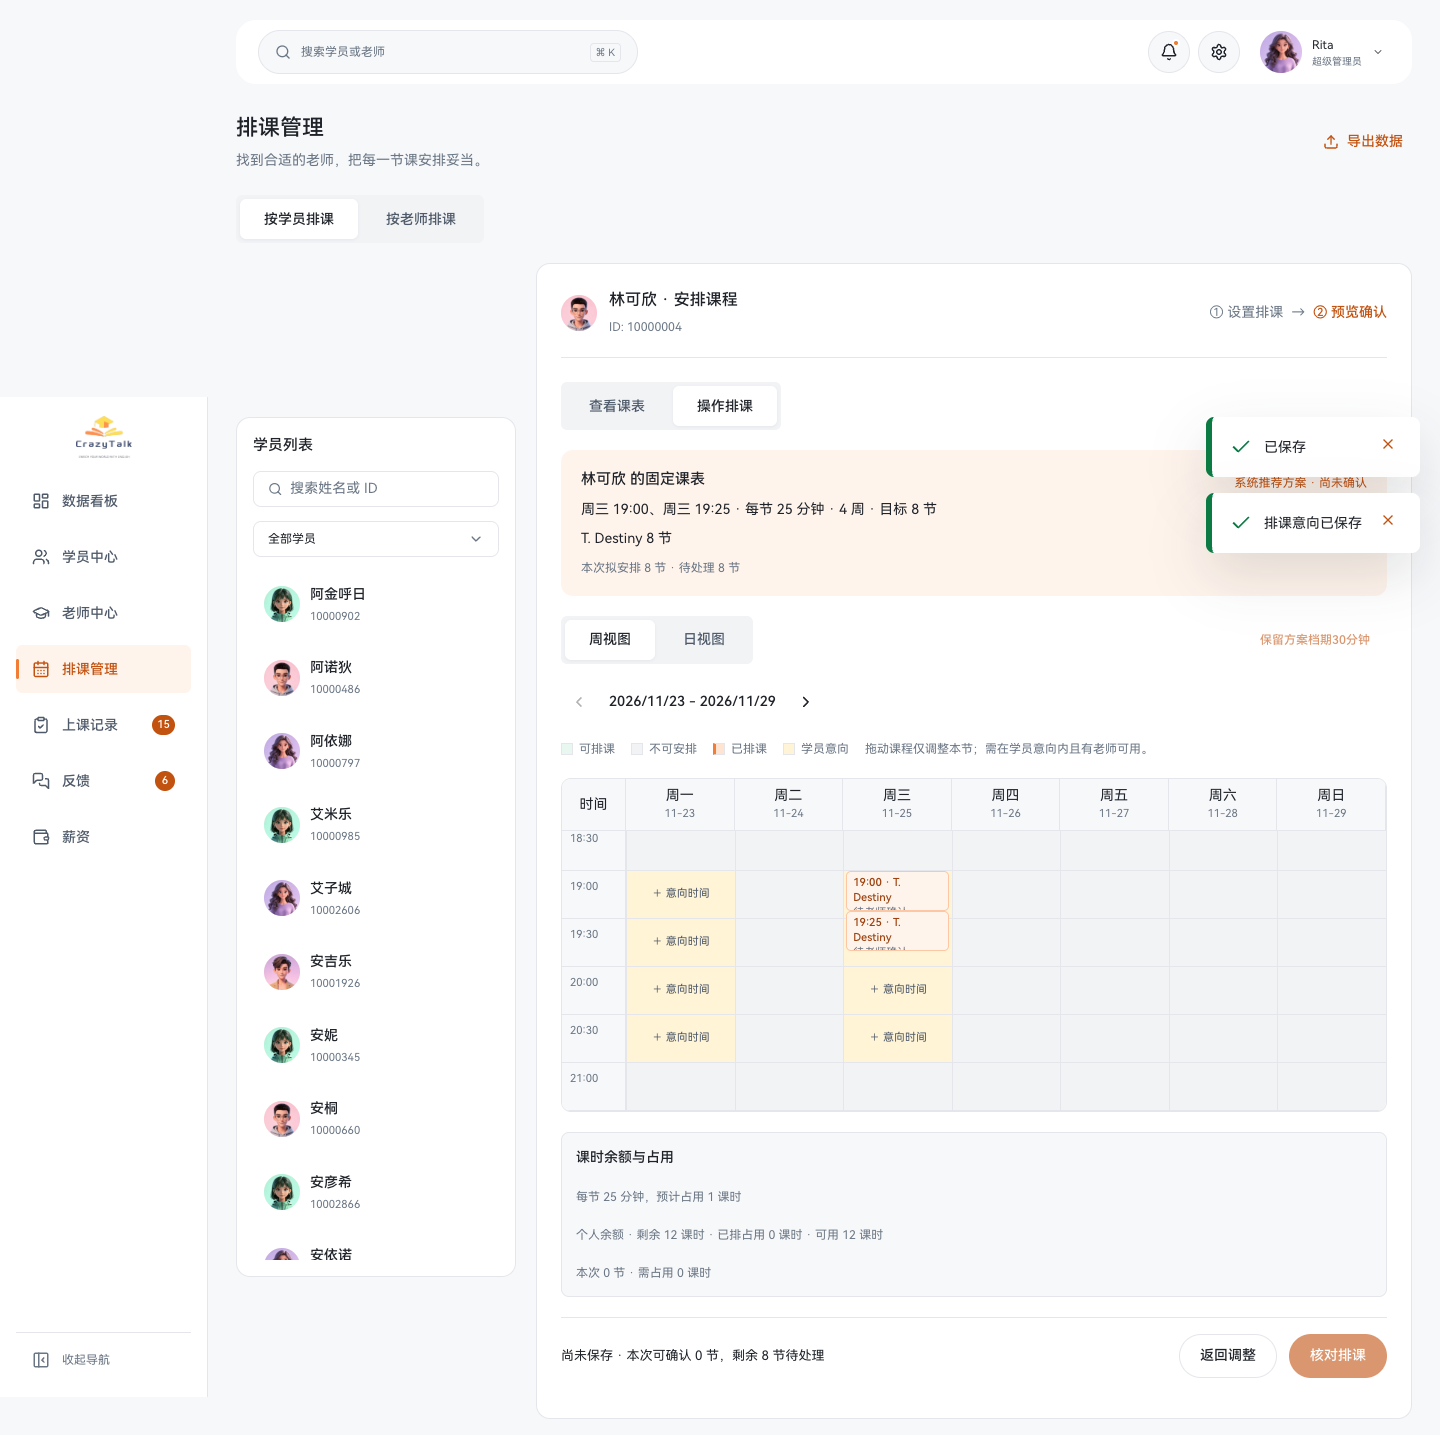 搜索学员或老师
⌘ K
Rita
超级管理员
排课管理
找到合适的老师，把每一节课安排妥当。
导出数据
按学员排课
按老师排课
林可欣 · 安排课程
ID: 10000004
① 设置排课 → ② 预览确认
查看课表
操作排课
CrazyTalk
数据看板
学员中心
老师中心
排课管理
上课记录
15
反馈
6
薪资
收起导航
学员列表
搜索姓名或 ID
全部学员
阿金呼日
10000902
阿诺狄
10000486
阿依娜
10000797
艾米乐
10000985
艾子城
10002606
安吉乐
10001926
安妮
10000345
安桐
10000660
安彦希
10002866
安依诺
林可欣 的固定课表
周三 19:00、周三 19:25 · 每节 25 分钟 · 4 周 · 目标 8 节
T. Destiny 8 节
本次拟安排 8 节 · 待处理 8 节
已保存
系统推荐方案 · 尚未确认
排课意向已保存
周视图
日视图
保留方案档期30分钟
2026/11/23 - 2026/11/29
可排课
不可安排
已排课
学员意向
拖动课程仅调整本节；需在学员意向内且有老师可用。
时间
周一
11-23
周二
11-24
周三
11-25
周四
11-26
周五
11-27
周六
11-28
周日
11-29
18:30
19:00
+ 意向时间
19:00 · T.
Destiny
19:25 · T.
Destiny
19:30
+ 意向时间
20:00
+ 意向时间
+ 意向时间
20:30
+ 意向时间
+ 意向时间
21:00
课时余额与占用
每节 25 分钟，预计占用 1 课时
个人余额 · 剩余 12 课时 · 已排占用 0 课时 · 可用 12 课时
本次 0 节 · 需占用 0 课时
尚未保存 · 本次可确认 0 节，剩余 8 节待处理
返回调整
核对排课